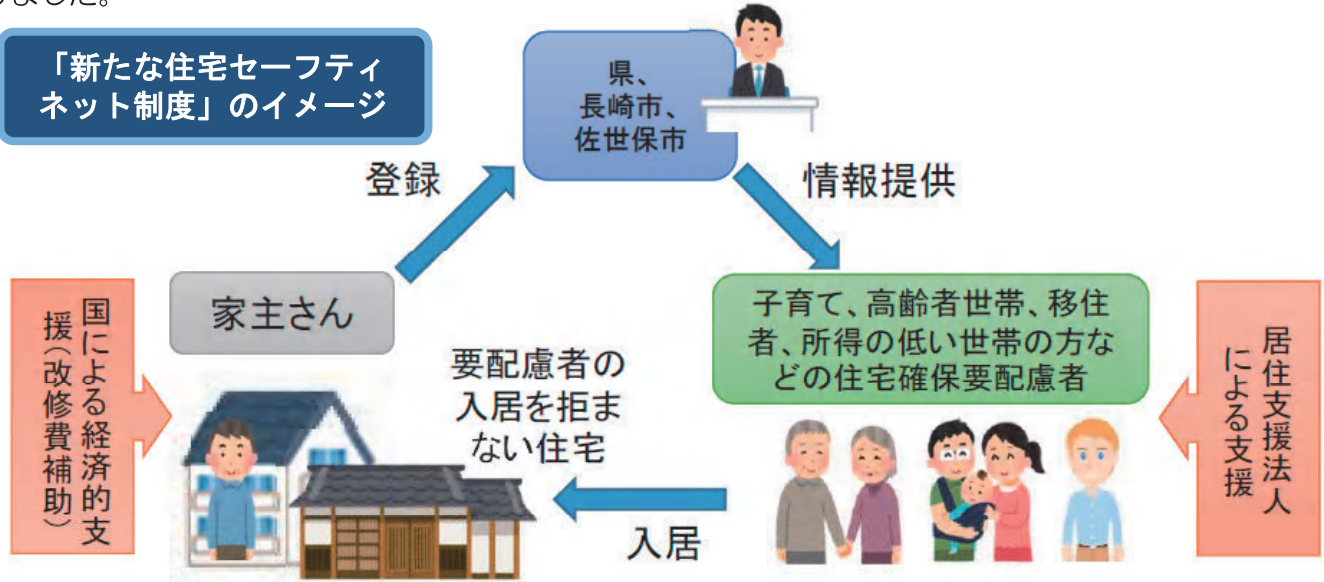 しました。
「新たな住宅セーフティ
ネット制度」のイメージ
県、
長崎市、
佐世保市
登録
情報提供
家主さん
子育て、高齢者世帯、移住
者、所得の低い世帯の方な
どの住宅確保要配慮者
国による経済的支
援（改修費補助）
要配慮者の
入居を拒ま
ない住宅
居住支援法人
による支援
入居